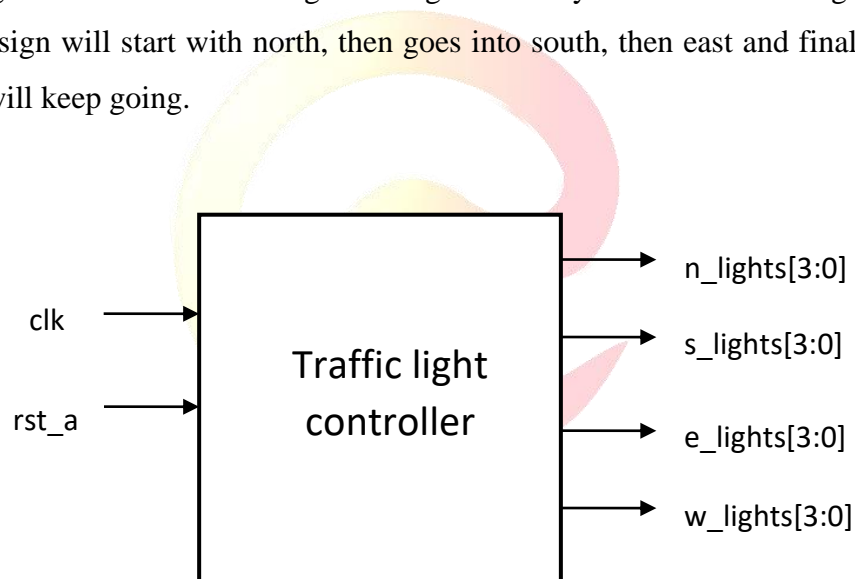 sign will start with north, then goes into south, then east and final
will keep going.
n_lights[3:0]
clk
s_lights[3:0]
Traffic light
controller
rst_a
e_lights[3:0]
w_lights[3:0]